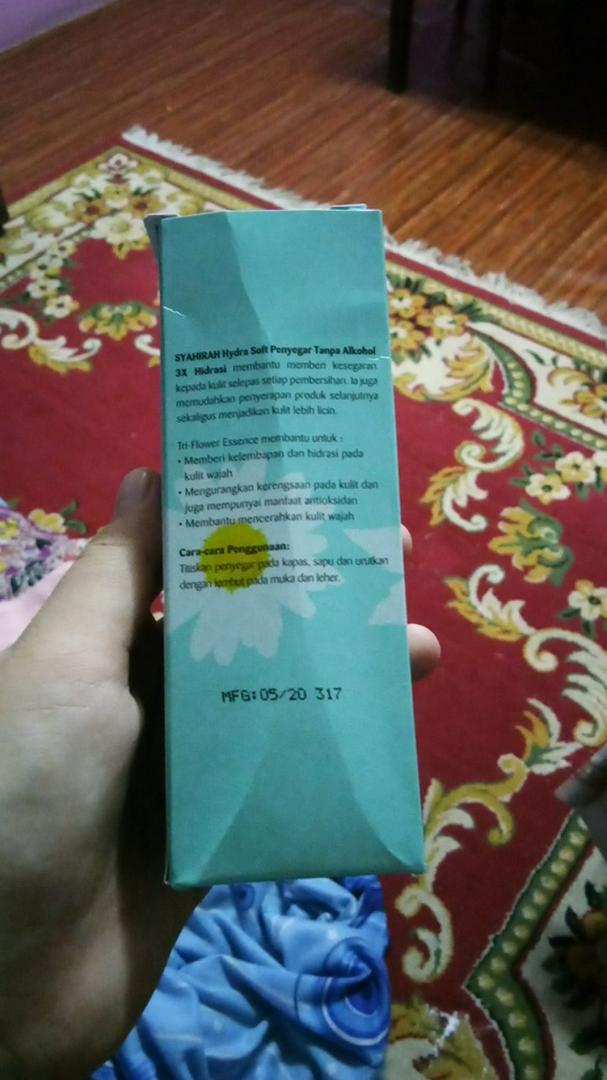 SYAHIRAH Hydra Soft Penyegar Tanpa Alkohol
3X Hidrasi membantu memberi kesegaran
kepada kulit selepas setiap pembersihan. Ia juga
memudahkan penyerapan produk selanjutnya
sekaligus menjadikan kulit lebih licin.
Tri-Flower Essence membantu untuk :
• Memberi kelembapan dan hidrasi pada
kulit wajah
• Mengurangkan kerengsaan pada kulit dan
juga mempunyai manfaat antioksidan
• Membantu mencerahkan kulit wajah
Cara-cara Penggunaan:
Titiskan penyegar pada kapas, sapu dan urutkan
dengan lembut pada muka dan leher.
MFG:05/20 317